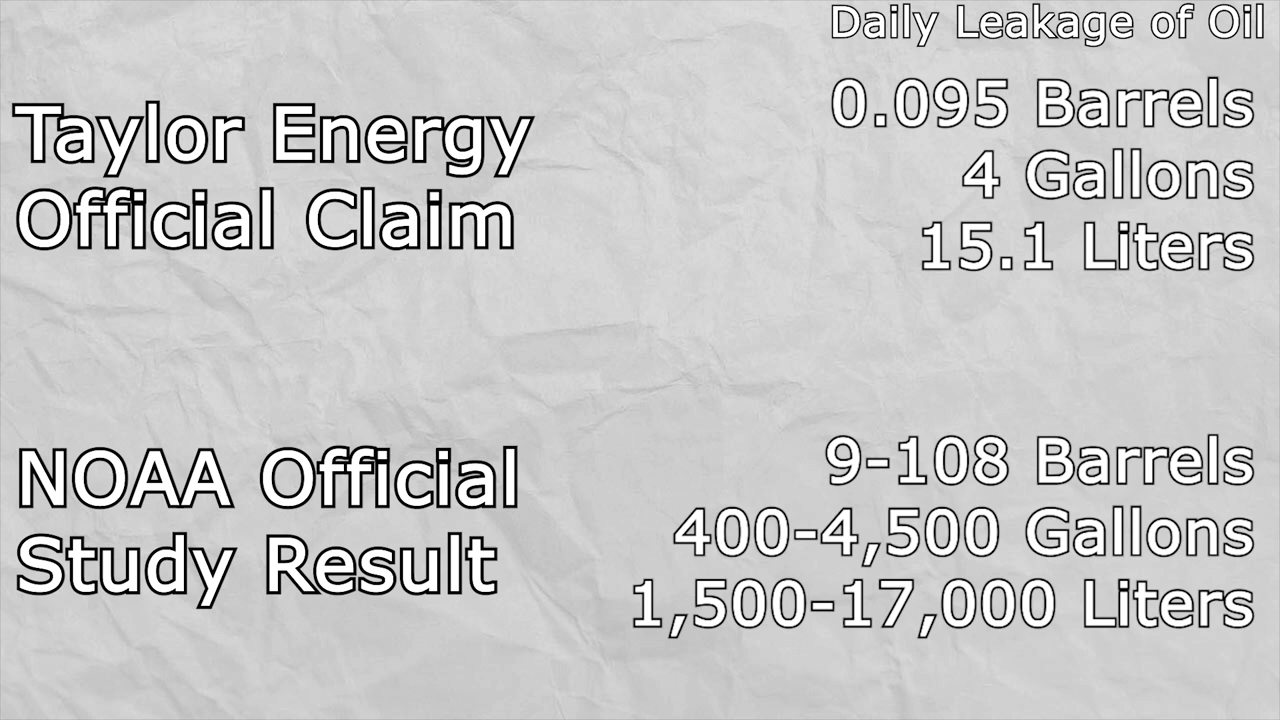 Daily Leakage of Oil
Taylor Energy
Official Claim
0.095 Barrels
4 Gallons
15.1 Liters
NOAA Official
Study Result
9-108 Barrels
400-4,500 Gallons
1,500-17,000 Liters